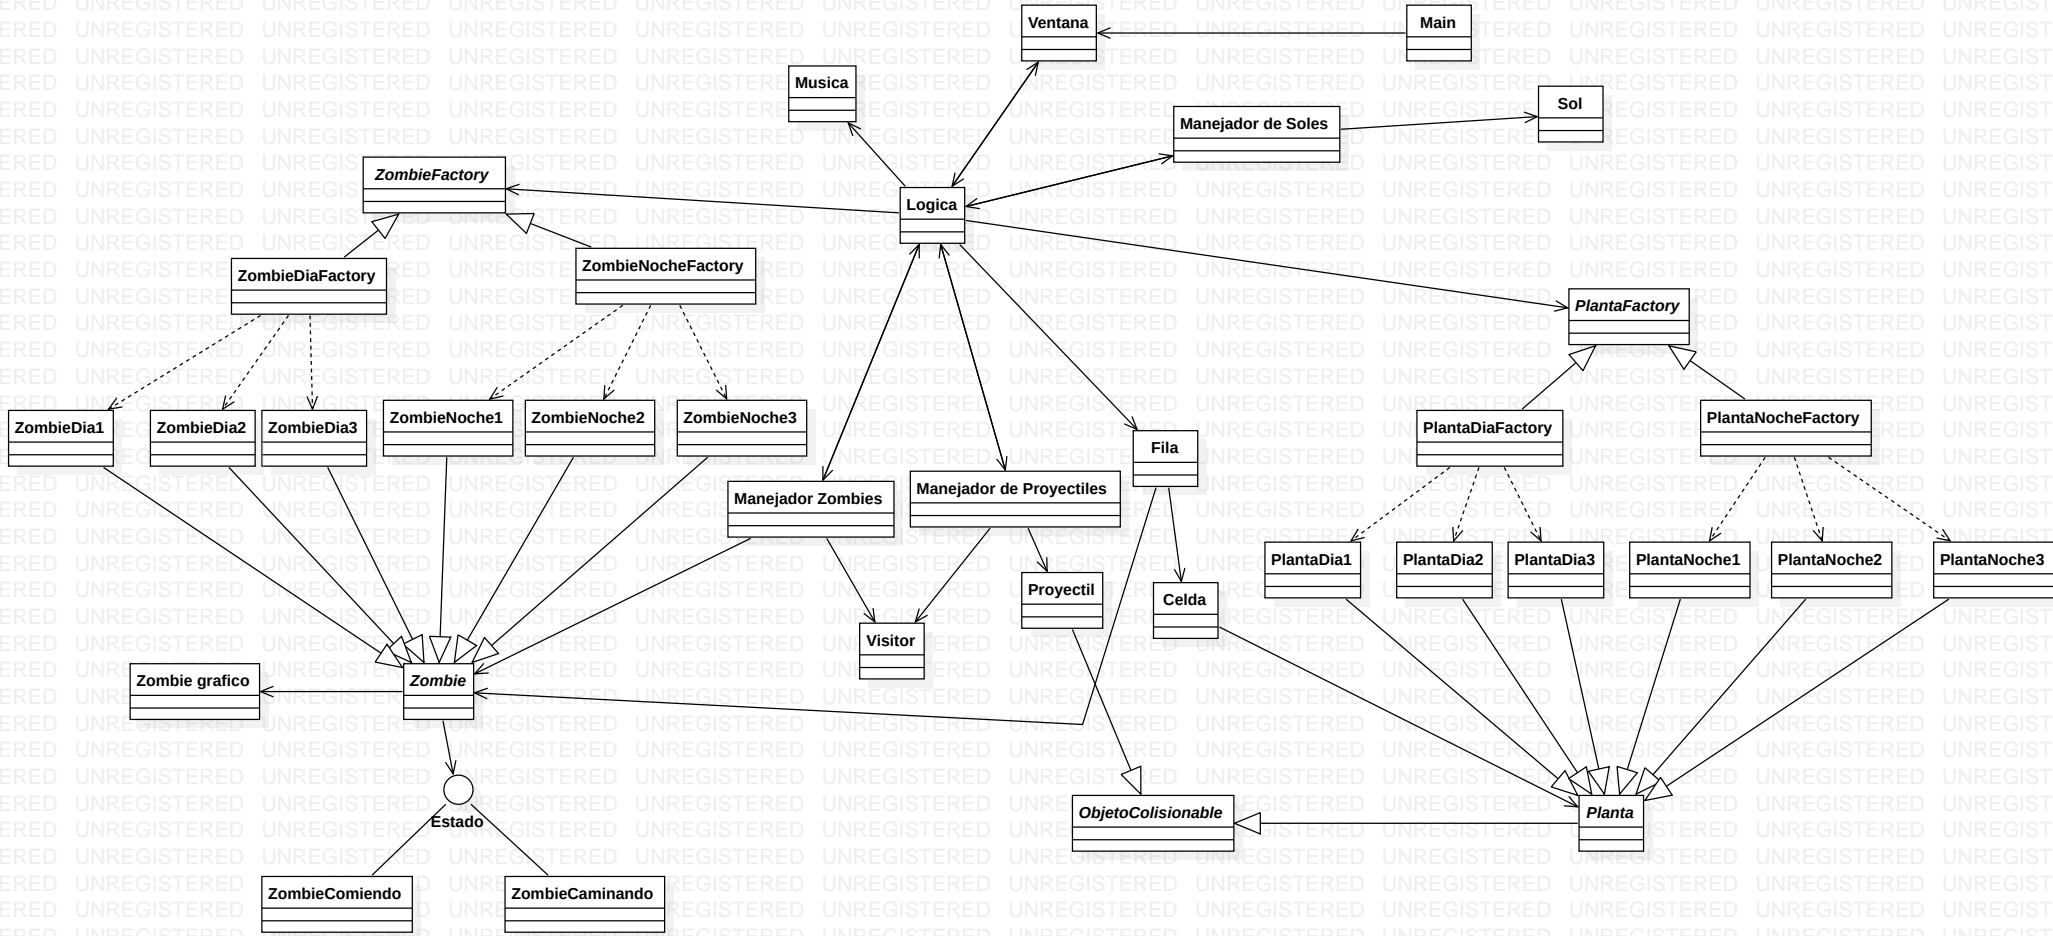 Ventana
Main
Musica
Sol
Manejador de Soles
ZombieFactory
Logica
ZombieDiaFactory
ZombieNocheFactory
PlantaFactory
ZombieDia1
ZombieDia2
ZombieDia3
ZombieNoche1
ZombieNoche2
ZombieNoche3
PlantaDiaFactory
PlantaNocheFactory
Fila
Manejador Zombies
Manejador de Proyectiles
PlantaDia1
PlantaDia2
PlantaDia3
PlantaNoche1
PlantaNoche2
PlantaNoche3
Proyectil
Celda
Visitor
Zombie grafico
Zombie
Estado
ObjetoColisionable
Planta
ZombieComiendo
ZombieCaminando
UNREGISTERED